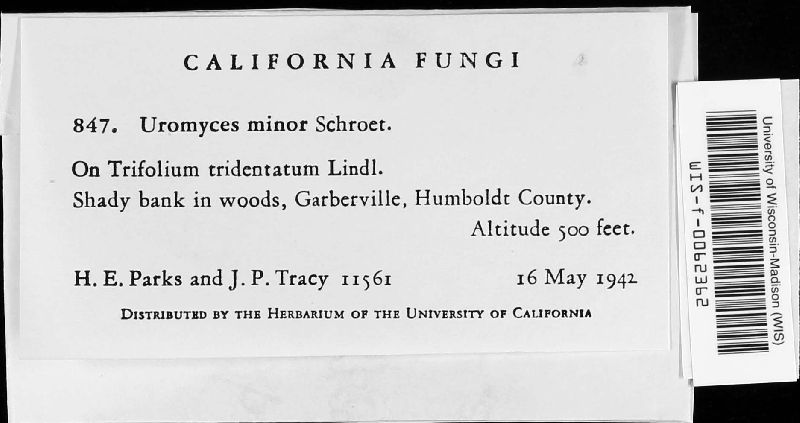 CALIFORNIA FUNGI
847. Uromyces minor Schroet.
On Trifolium tridentatum Lindl.
Shady bank in woods, Garberville, Humboldt County.
Altitude 500 feet.
H. E. Parks and J. P. Tracy 11561 16 May 1942
Distributed by the Herbarium of the University of California
University of Wisconsin-Madison (WIS)
WIS-f-0062362